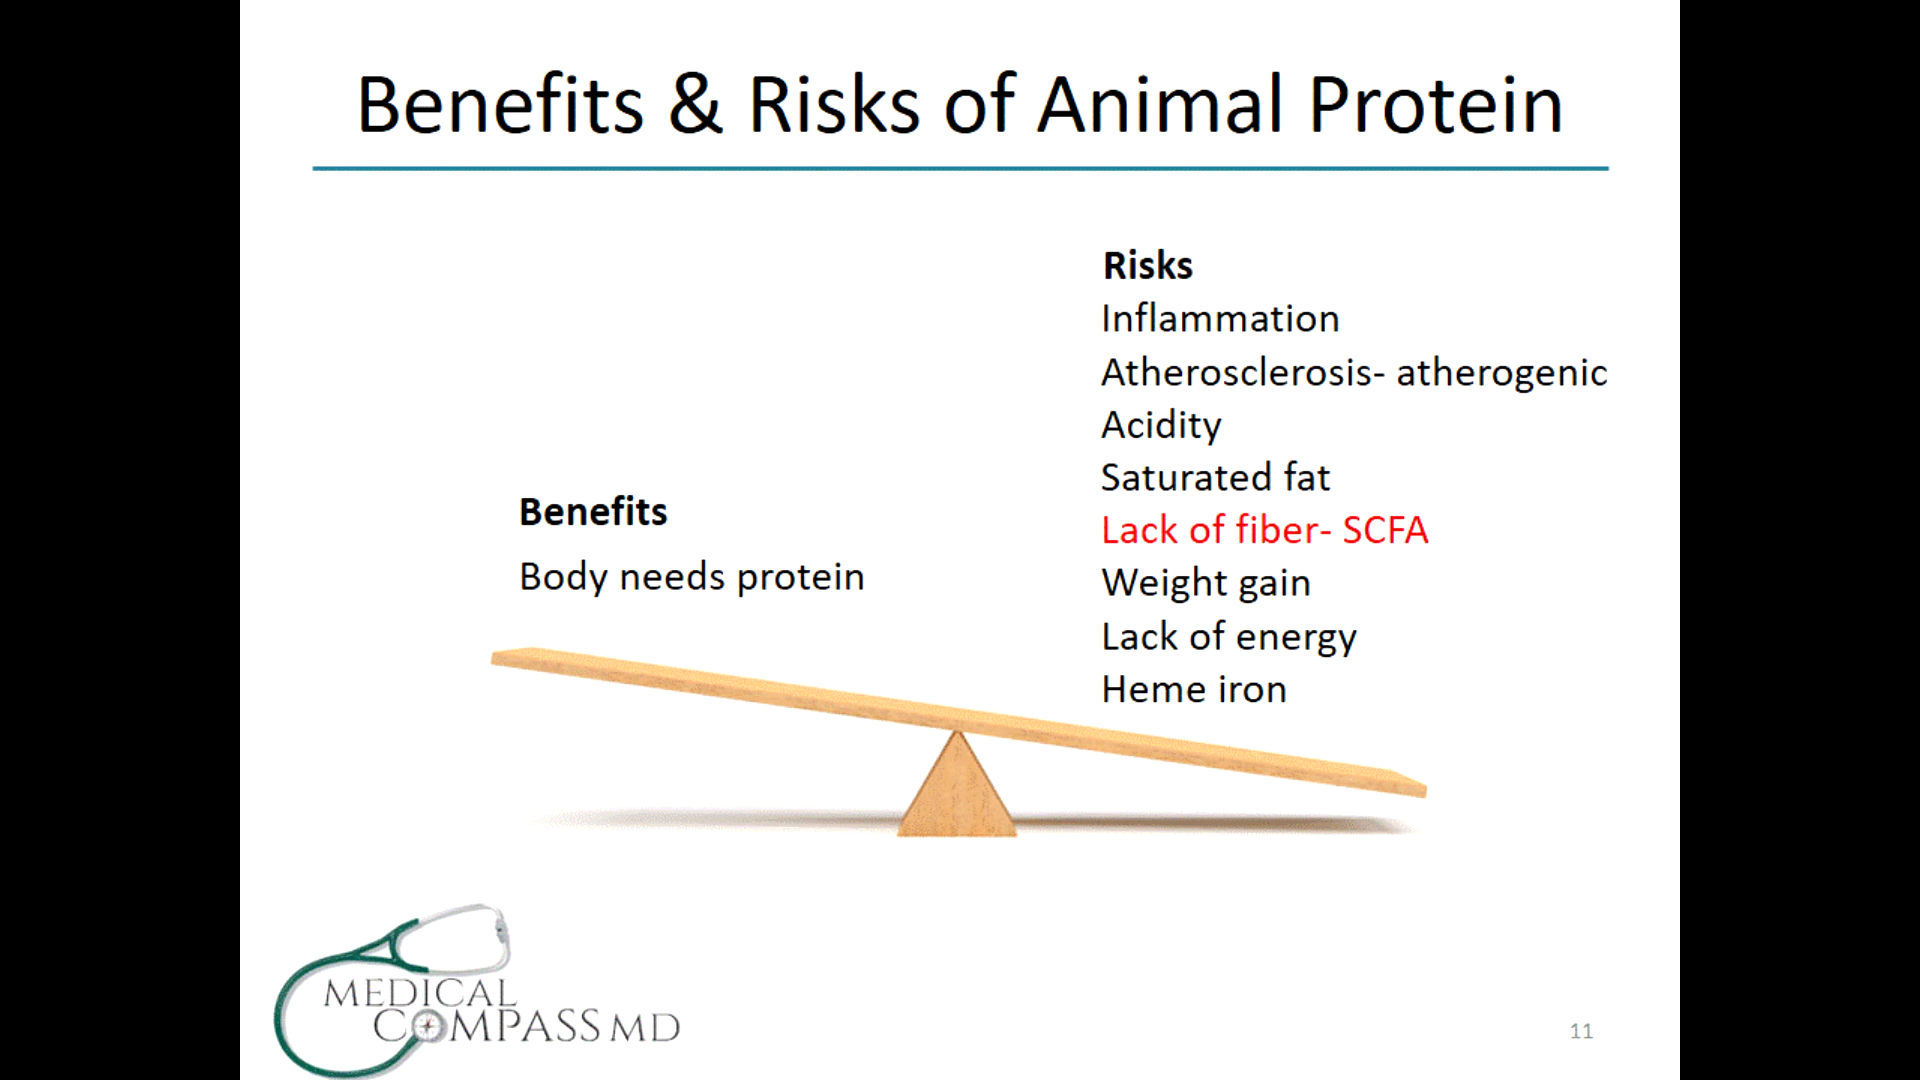 Benefits & Risks of Animal Protein
Benefits
Body needs protein
Risks
Inflammation
Atherosclerosis- atherogenic
Acidity
Saturated fat
Lack of fiber- SCFA
Weight gain
Lack of energy
Heme iron
MEDICAL
COMPASS MD
11